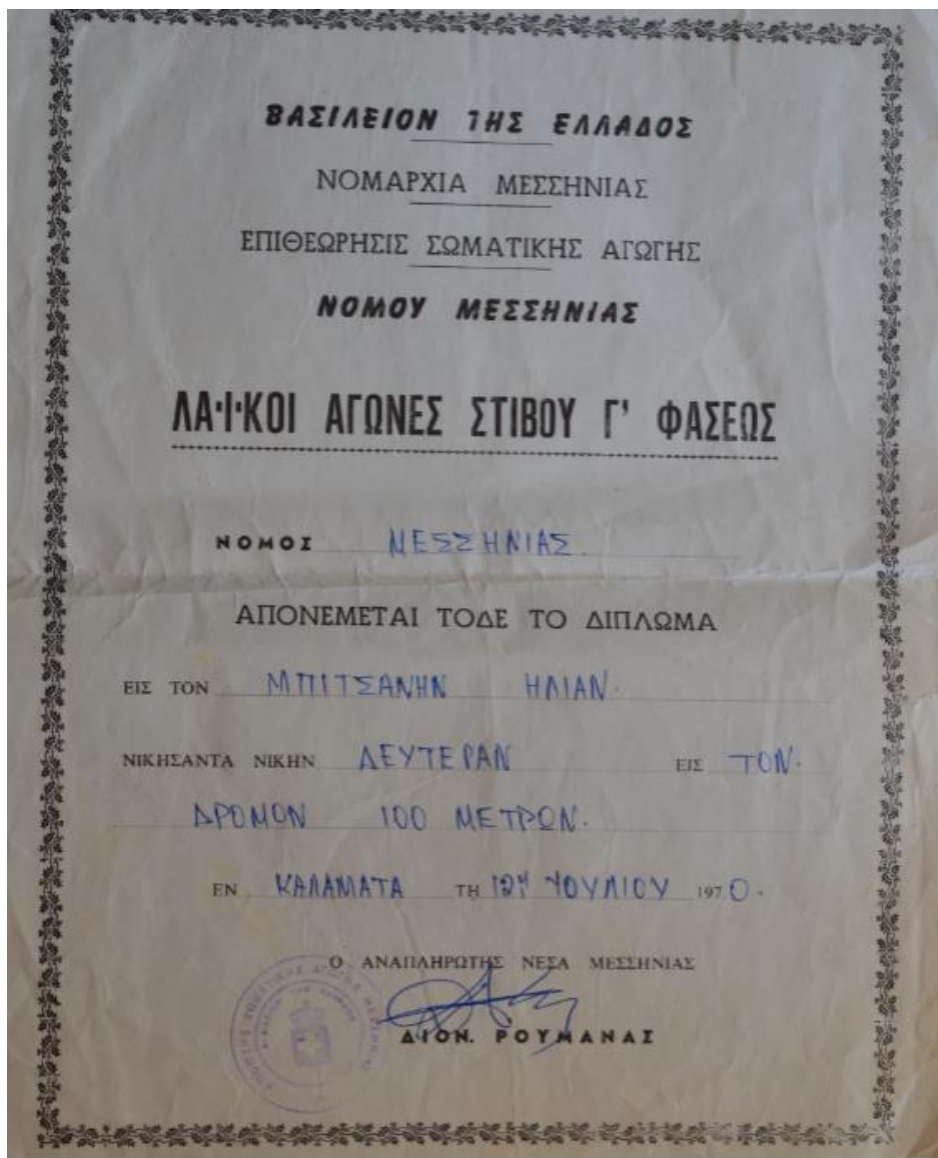 ΒΑΣΙΛΕΙΟΝ ΤΗΣ ΕΛΛΑΔΟΣ
ΝΟΜΑΡΧΙΑ ΜΕΣΣΗΝΙΑΣ
ΕΠΙΘΕΩΡΗΣΙΣ ΣΩΜΑΤΙΚΗΣ ΑΓΩΓΗΣ
ΝΟΜΟΥ ΜΕΣΣΗΝΙΑΣ
ΛΑ·Ι·ΚΟΙ ΑΓΩΝΕΣ ΣΤΙΒΟΥ Γ' ΦΑΣΕΩΣ
ΝΟΜΟΣ ΜΕΣΣΗΝΙΑΣ.
ΑΠΟΝΕΜΕΤΑΙ ΤΟΔΕ ΤΟ ΔΙΠΛΩΜΑ
ΕΙΣ ΤΟΝ ΜΠΙΤΣΑΝΗΝ ΗΛΙΑΝ.
ΝΙΚΗΣΑΝΤΑ ΝΙΚΗΝ ΔΕΥΤΕΡΑΝ ΕΙΣ ΤΟΝ.
ΔΡΟΜΟΝ 100 ΜΕΤΡΩΝ.
ΕΝ ΚΑΛΑΜΑΤΑ ΤΗ 12η ΙΟΥΛΙΟΥ 1970.
Ο ΑΝΑΠΛΗΡΩΤΗΣ ΝΕΣΑ ΜΕΣΣΗΝΙΑΣ
ΔΙΟΝ. ΡΟΥΜΑΝΑΣ